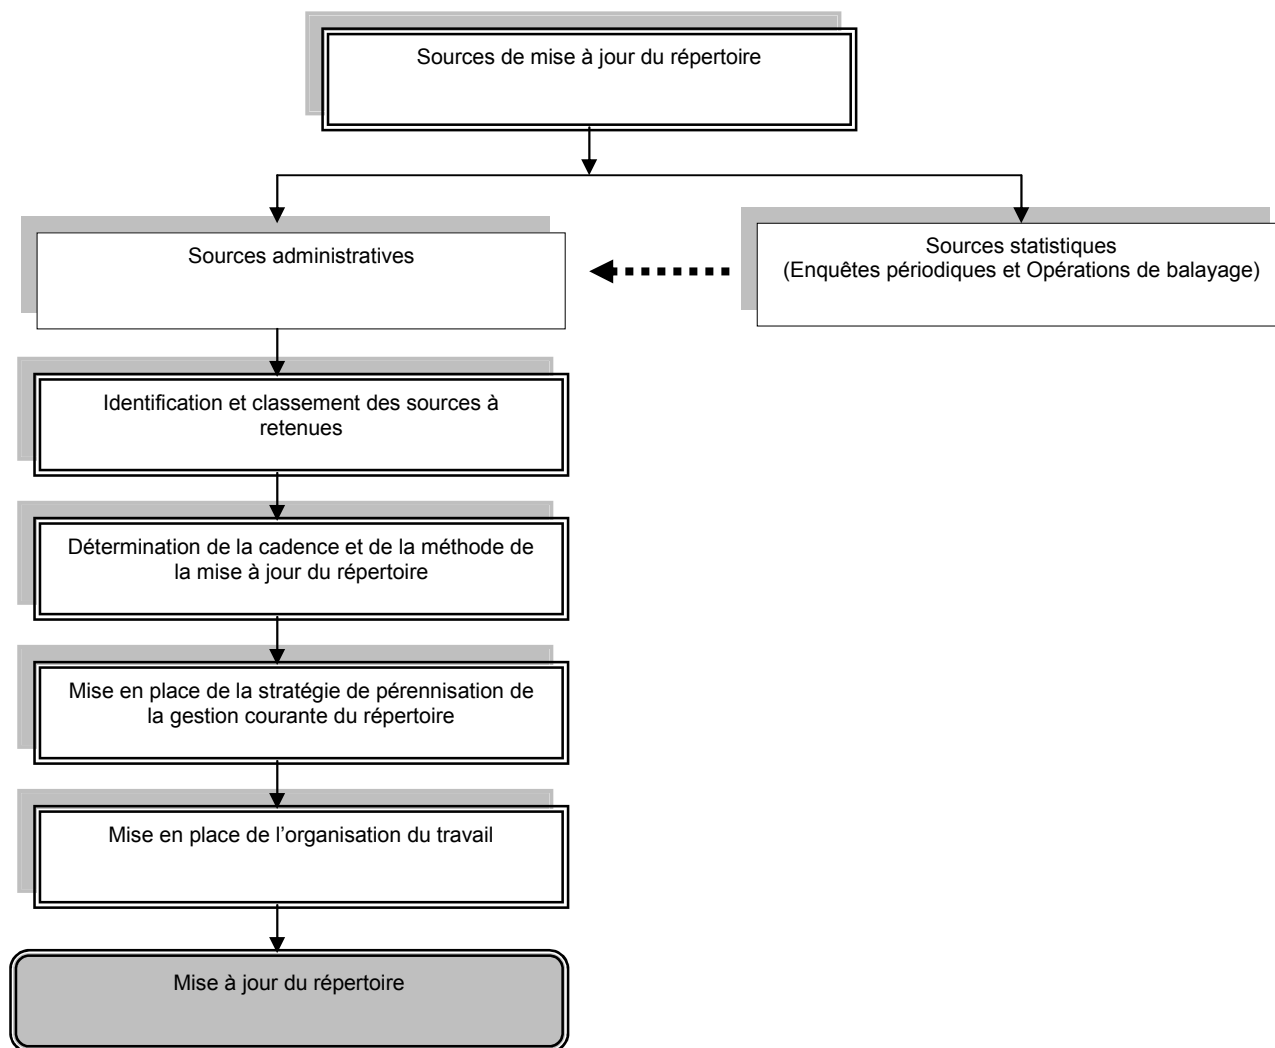 Sources de mise à jour du répertoire
Sources administratives
Sources statistiques
(Enquêtes périodiques et Opérations de balayage)
Identification et classement des sources à
retenues
Détermination de la cadence et de la méthode de
la mise à jour du répertoire
Mise en place de la stratégie de pérennisation de
la gestion courante du répertoire
Mise en place de l’organisation du travail
Mise à jour du répertoire